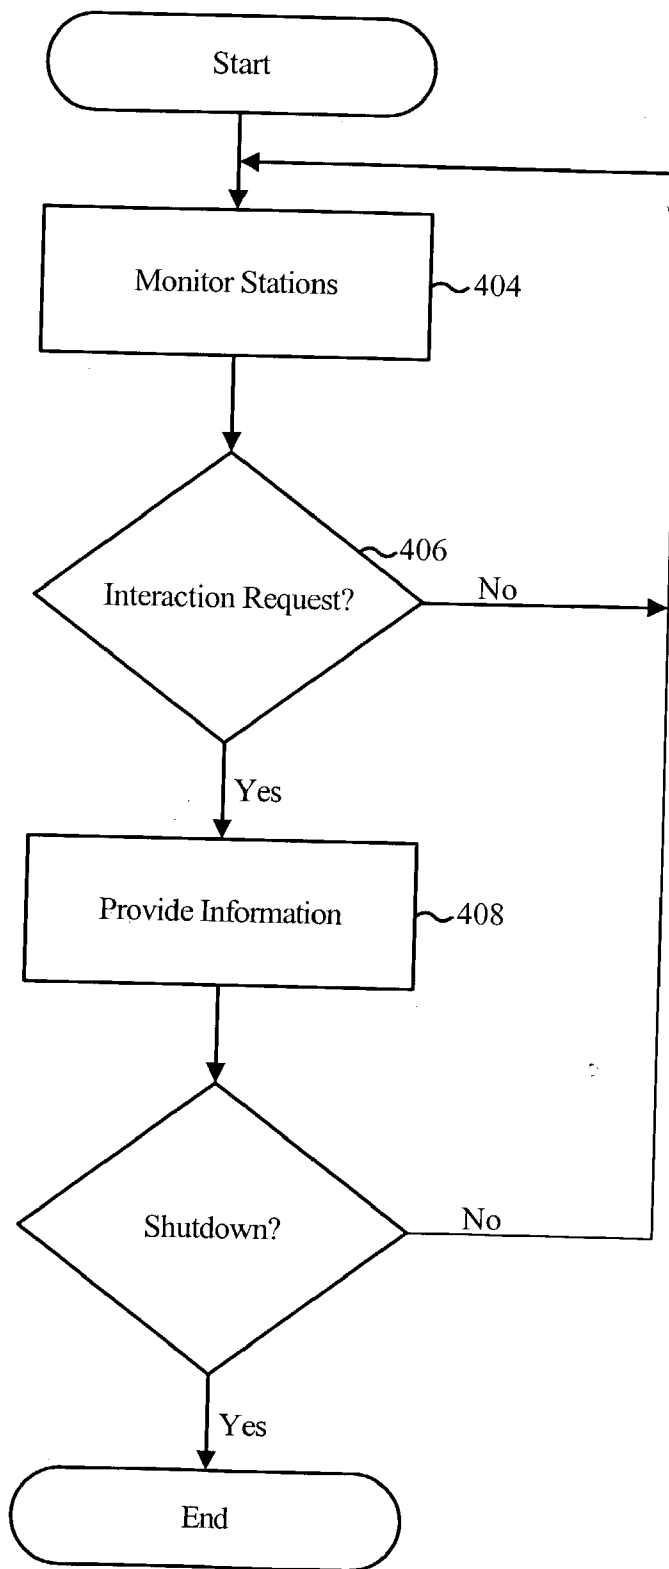 Start
Monitor Stations
404
406
Interaction Request?
No
Yes
Provide Information
408
Shutdown?
No
Yes
End